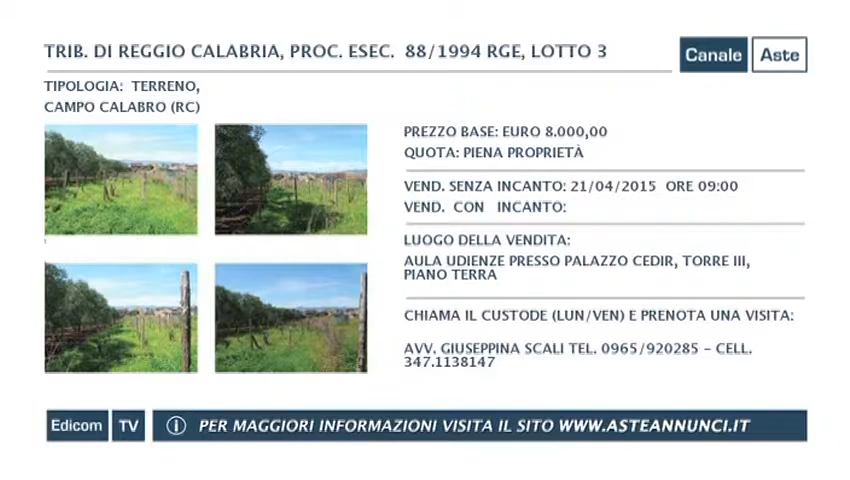 TRIB. DI REGGIO CALABRIA, PROC. ESEC. 88/1994 RGE, LOTTO 3
Canale Aste
TIPOLOGIA: TERRENO,
CAMPO CALABRO (RC)
PREZZO BASE: EURO 8.000,00
QUOTA: PIENA PROPRIETÀ
VEND. SENZA INCANTO: 21/04/2015 ORE 09:00
VEND. CON INCANTO:
LUOGO DELLA VENDITA:
AULA UDIENZE PRESSO PALAZZO CEDIR, TORRE III,
PIANO TERRA
CHIAMA IL CUSTODE (LUN/VEN) E PRENOTA UNA VISITA:
AVV. GIUSEPPINA SCALI TEL. 0965/920285 – CELL.
347.1138147
Edicom TV
PER MAGGIORI INFORMAZIONI VISITA IL SITO WWW.ASTEANNUNCI.IT